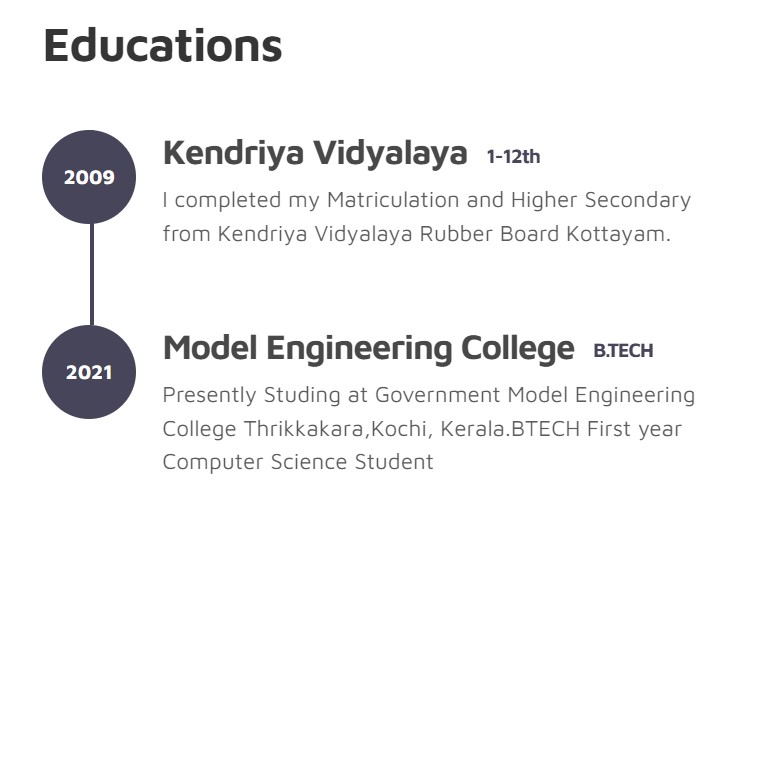 Educations
2009
Kendriya Vidyalaya 1-12th
I completed my Matriculation and Higher Secondary
from Kendriya Vidyalaya Rubber Board Kottayam.
2021
Model Engineering College B.TECH
Presently Studing at Government Model Engineering
College Thrikkakara,Kochi, Kerala.BTECH First year
Computer Science Student